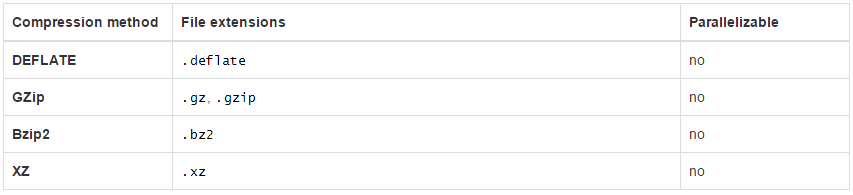 Compression method File extensions Parallelizable
DEFLATE .deflate no
GZip .gz, .gzip no
Bzip2 .bz2 no
XZ .xz no